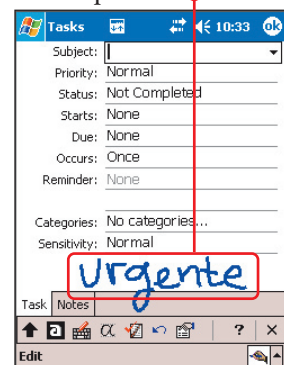 Tasks 10:33 ok
Subject:
Priority: Normal
Status: Not Completed
Starts: None
Due: None
Occurs: Once
Reminder: None
Categories: No categories...
Sensitivity: Normal
Urgente
Task Notes
a α ? ×
Edit